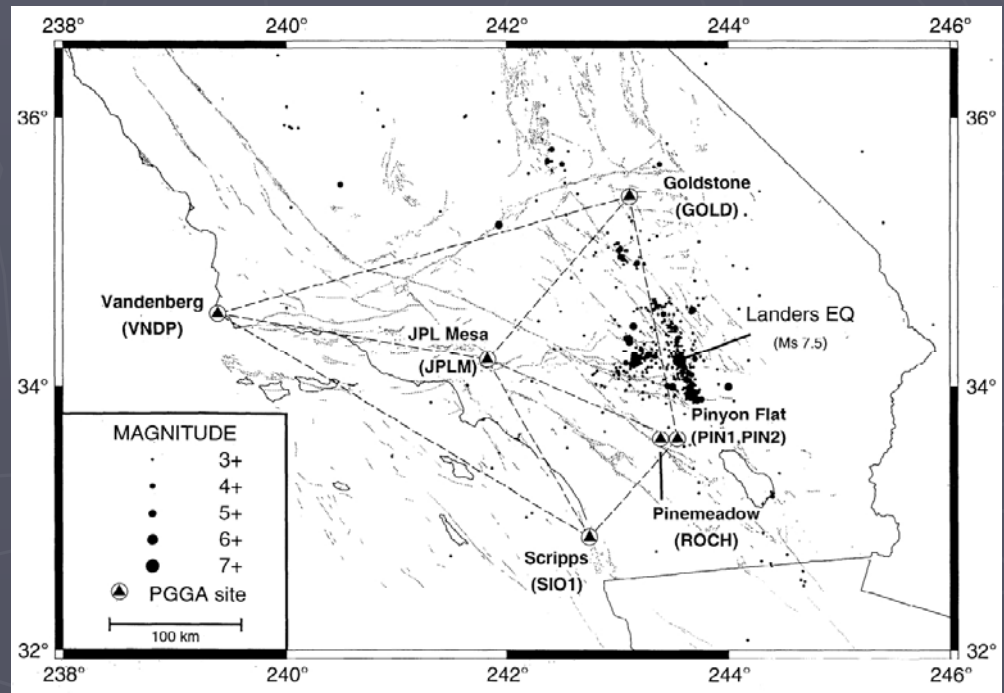 238° 240° 242° 244° 246°
36°
Goldstone
(GOLD)
Vandenberg
(VNDP)
JPL Mesa
(JPLM)
Landers EQ
(Ms 7.5)
34° 34°
Pinyon Flat
(PIN1,PIN2)
Pinemeadow
(ROCH)
Scripps
(SIO1)
MAGNITUDE
3+
4+
5+
6+
7+
PGGA site
100 km
32° 32°
238° 240° 242° 244° 246°
36°